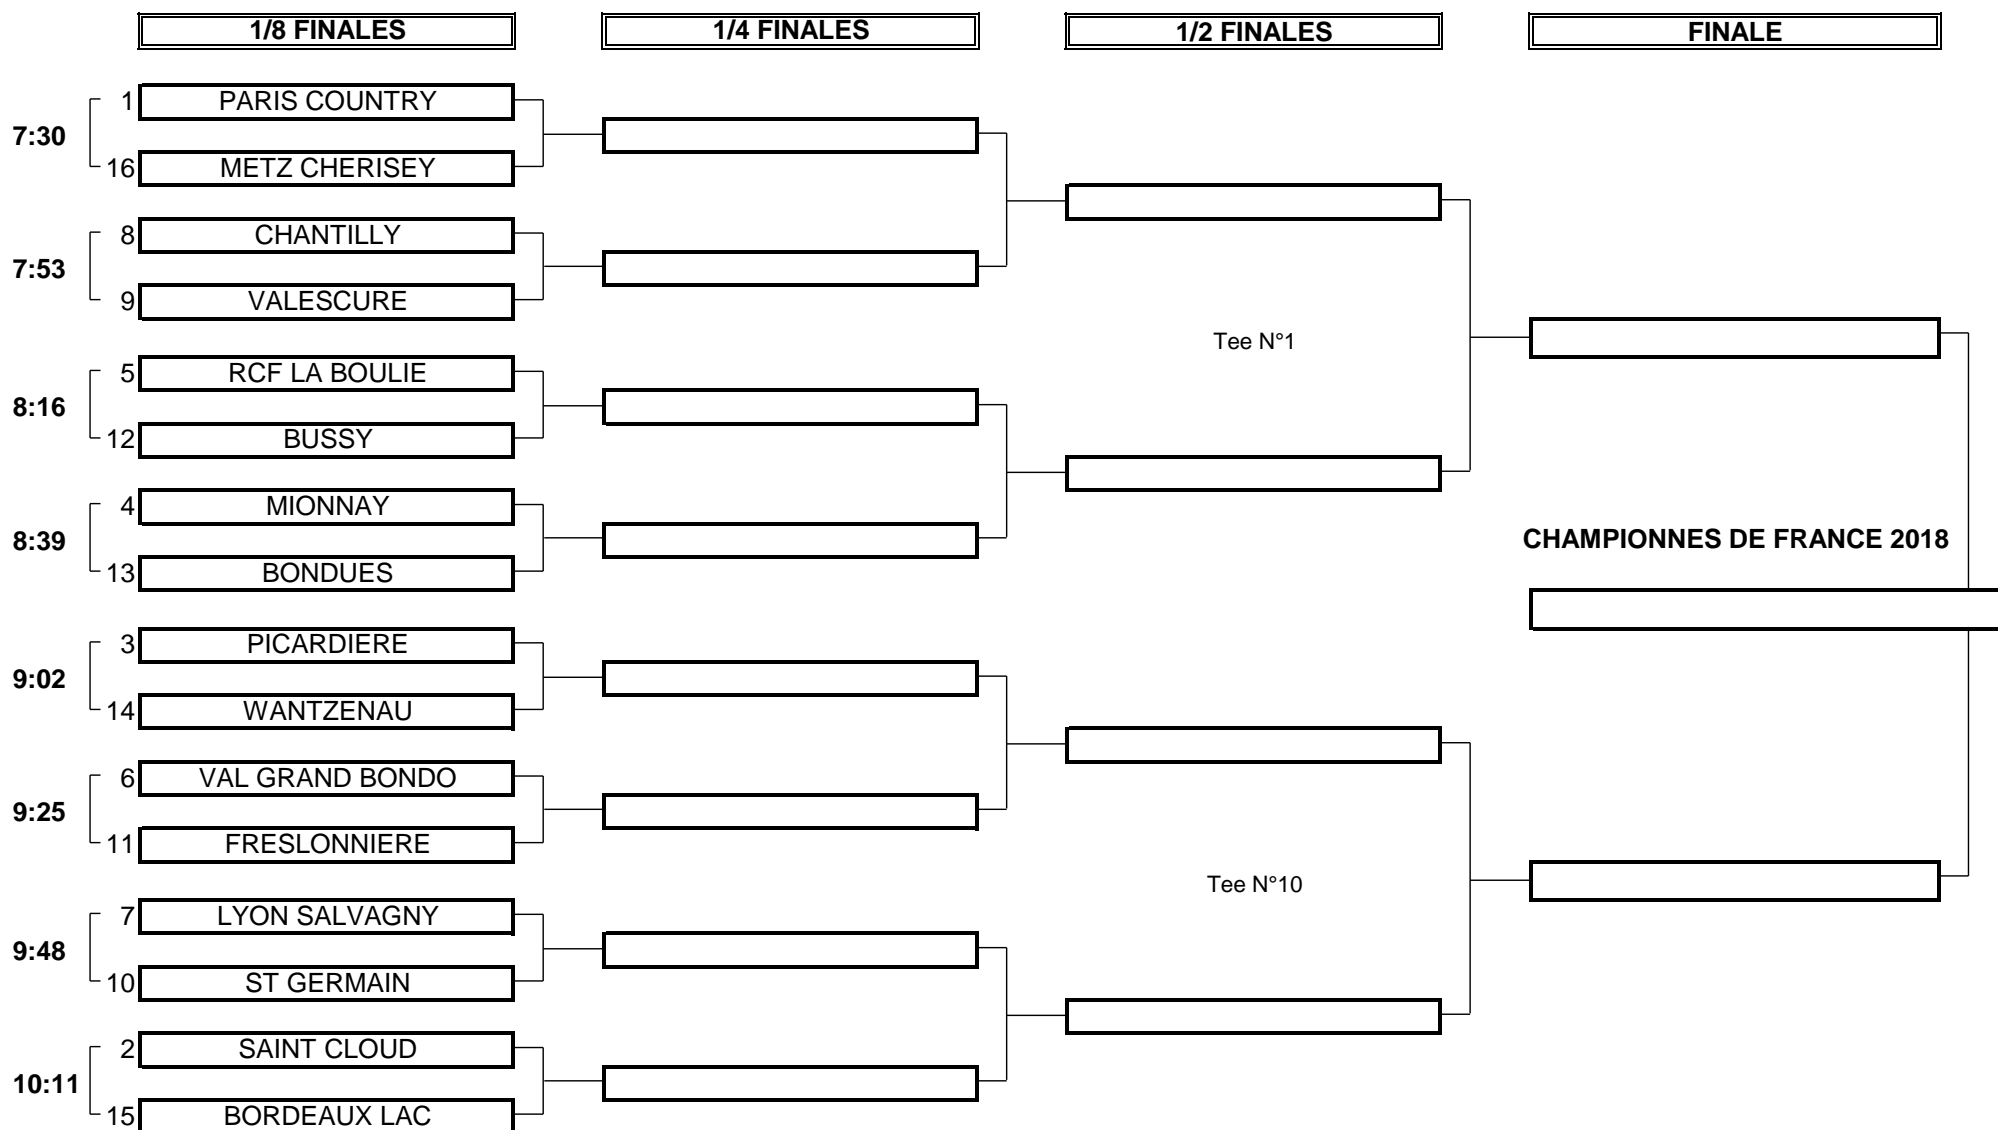 1/8 FINALES 1/4 FINALES 1/2 FINALES FINALE
1 PARIS COUNTRY
7:30
16 METZ CHERISEY
8 CHANTILLY
7:53
9 VALESCURE
Tee N°1
5 RCF LA BOULIE
8:16
12 BUSSY
4 MIONNAY
8:39 CHAMPIONNES DE FRANCE 2018
13 BONDUES
3 PICARDIERE
9:02
14 WANTZENAU
6 VAL GRAND BONDO
9:25
11 FRESLONNIERE
Tee N°10
7 LYON SALVAGNY
9:48
10 ST GERMAIN
2 SAINT CLOUD
10:11
15 BORDEAUX LAC